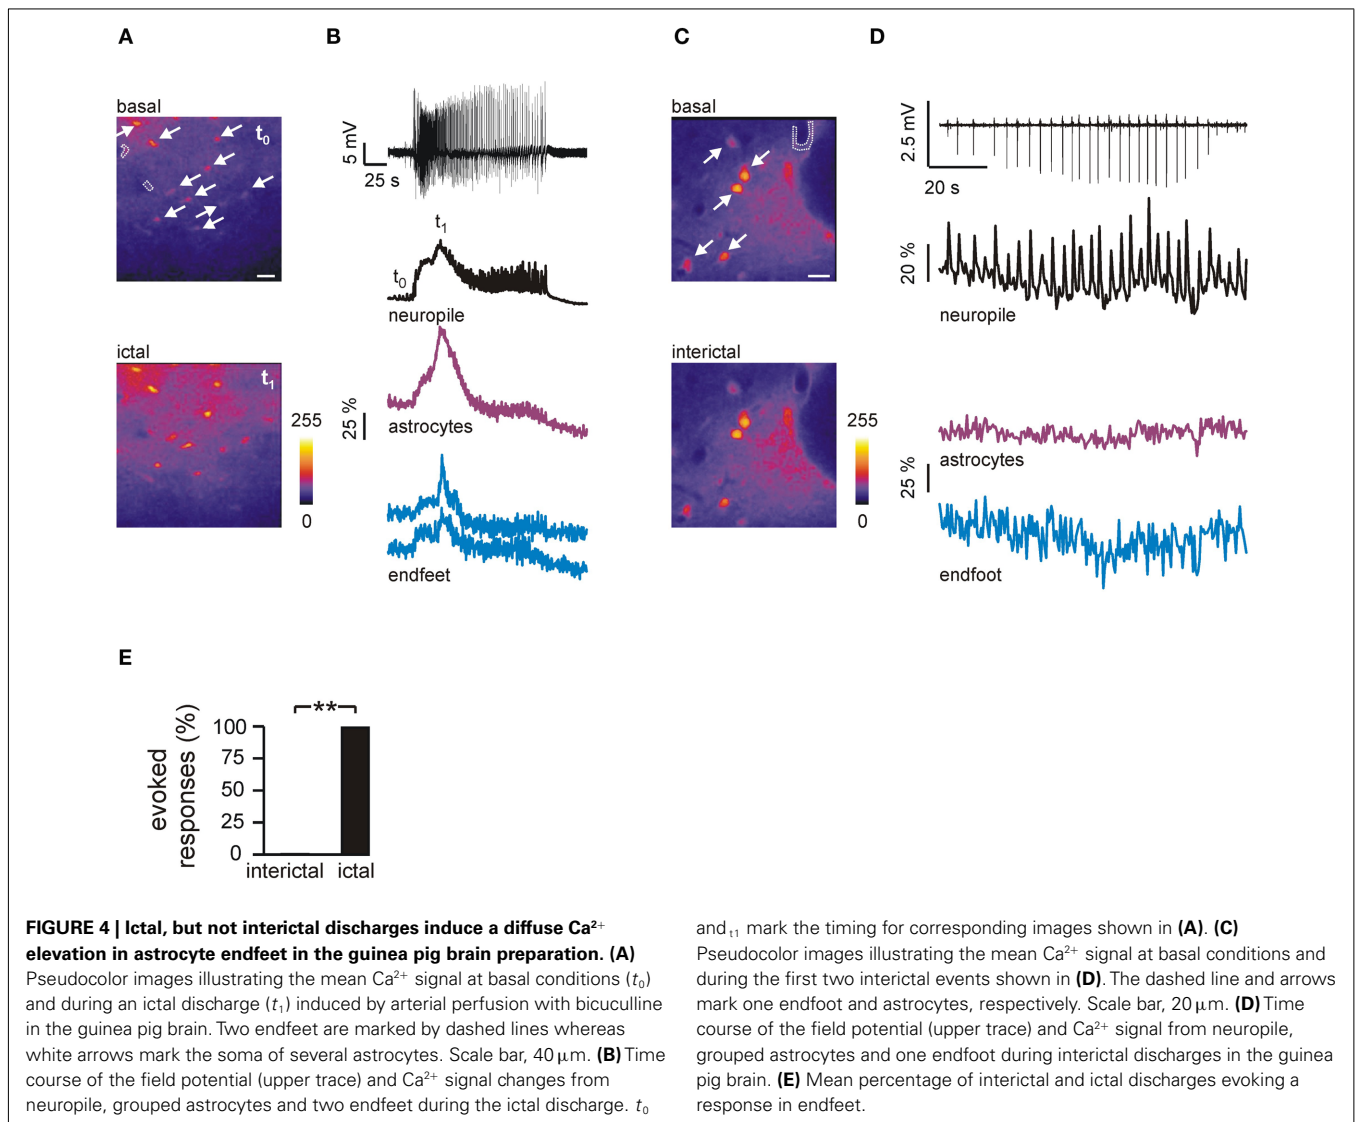 A
B
C
D
basal
t0
5 mV
25 s
t1
t0
neuropile
ictal
t1
255
0
25 %
astrocytes
endfeet
basal
interictal
255
0
2.5 mV
20 s
20 %
neuropile
astrocytes
25 %
endfoot
E
**
evoked
responses (%)
100
75
50
25
0
interictal
ictal
FIGURE 4 | Ictal, but not interictal discharges induce a diffuse Ca2+
elevation in astrocyte endfeet in the guinea pig brain preparation. (A)
Pseudocolor images illustrating the mean Ca2+ signal at basal conditions (t0)
and during an ictal discharge (t1) induced by arterial perfusion with bicuculline
in the guinea pig brain. Two endfeet are marked by dashed lines whereas
white arrows mark the soma of several astrocytes. Scale bar, 40 μm. (B) Time
course of the field potential (upper trace) and Ca2+ signal changes from
neuropile, grouped astrocytes and two endfeet during the ictal discharge. t0
and t1 mark the timing for corresponding images shown in (A). (C)
Pseudocolor images illustrating the mean Ca2+ signal at basal conditions and
during the first two interictal events shown in (D). The dashed line and arrows
mark one endfoot and astrocytes, respectively. Scale bar, 20 μm. (D) Time
course of the field potential (upper trace) and Ca2+ signal from neuropile,
grouped astrocytes and one endfoot during interictal discharges in the guinea
pig brain. (E) Mean percentage of interictal and ictal discharges evoking a
response in endfeet.